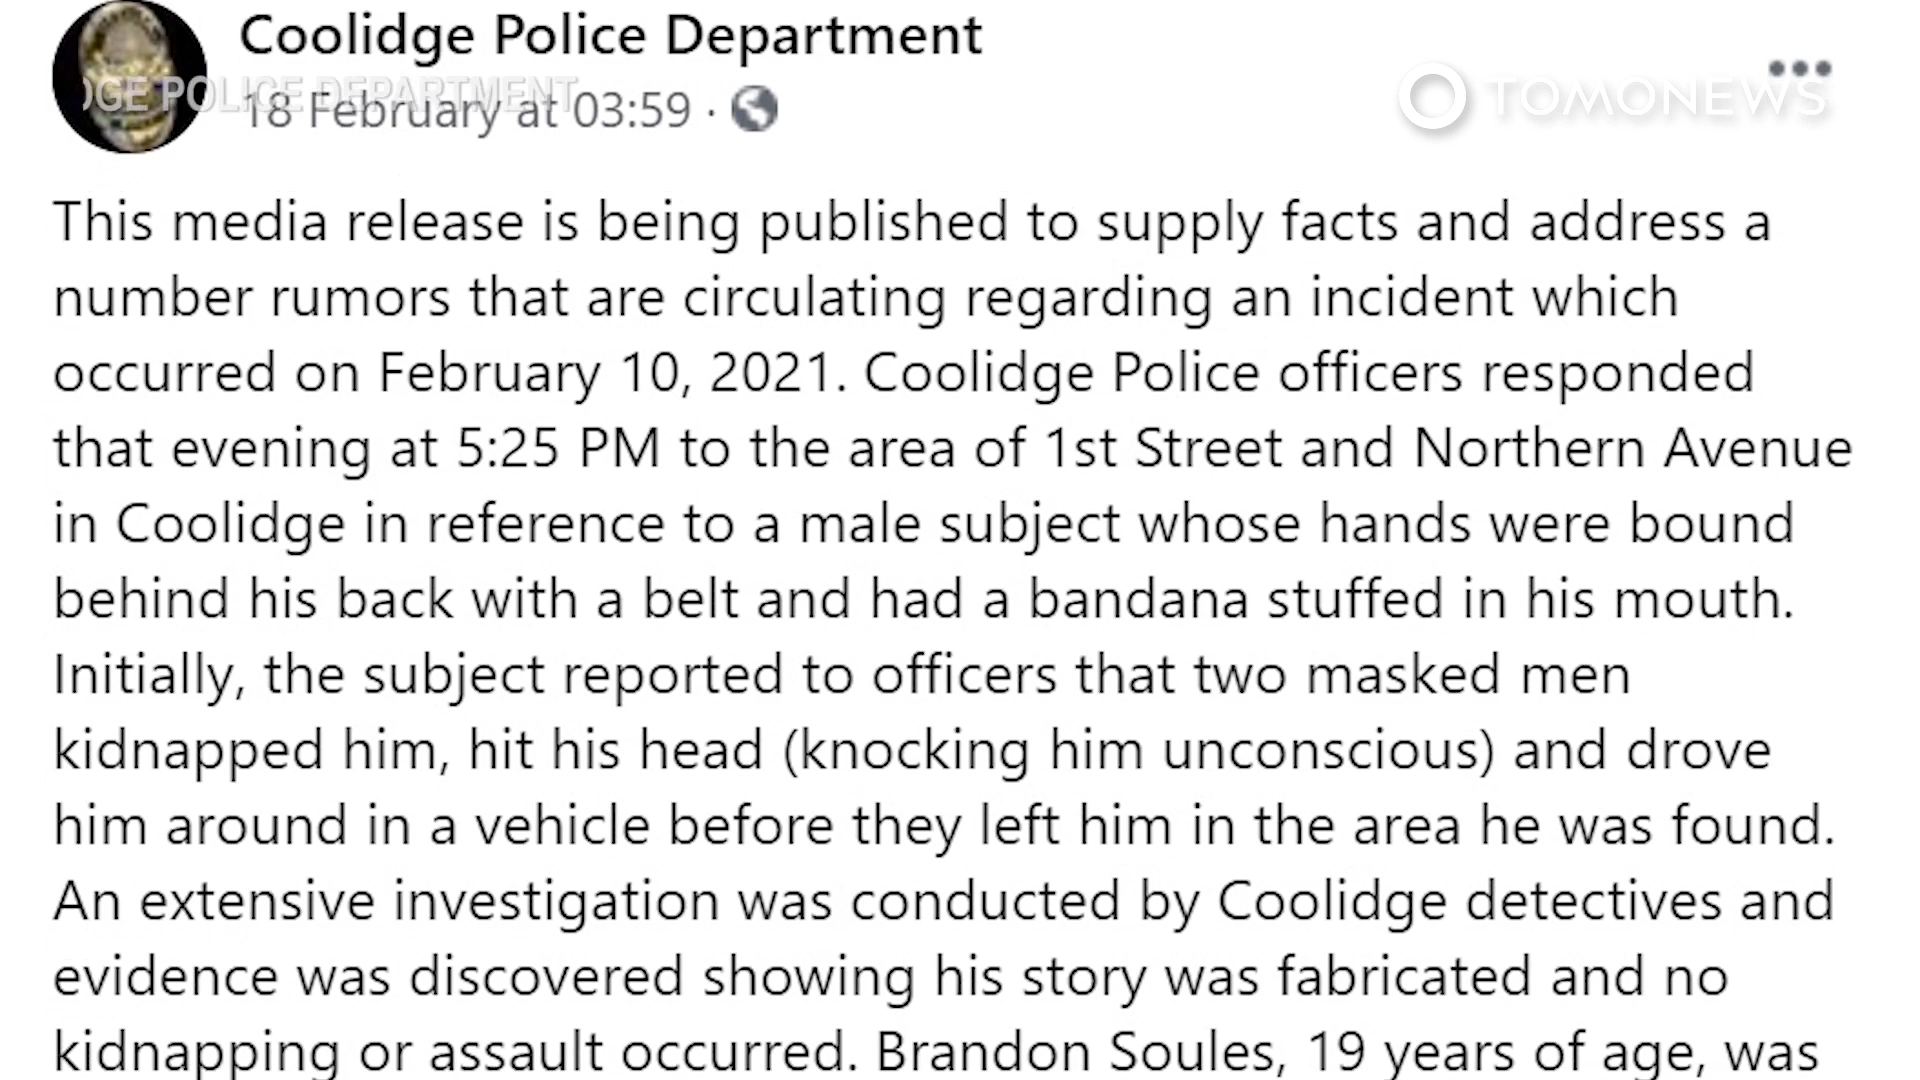 Coolidge Police Department
DGE POLICE DEPARTMENT
18 February at 03:59 ·
TOMONEWS
This media release is being published to supply facts and address a
number rumors that are circulating regarding an incident which
occurred on February 10, 2021. Coolidge Police officers responded
that evening at 5:25 PM to the area of 1st Street and Northern Avenue
in Coolidge in reference to a male subject whose hands were bound
behind his back with a belt and had a bandana stuffed in his mouth.
Initially, the subject reported to officers that two masked men
kidnapped him, hit his head (knocking him unconscious) and drove
him around in a vehicle before they left him in the area he was found.
An extensive investigation was conducted by Coolidge detectives and
evidence was discovered showing his story was fabricated and no
kidnapping or assault occurred. Brandon Soules, 19 years of age, was